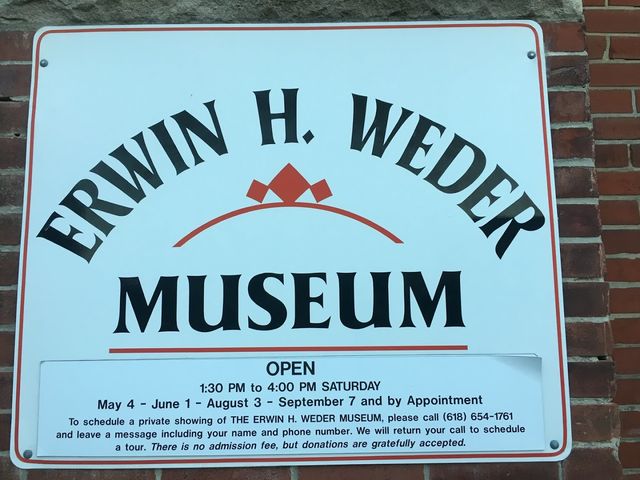 ERWIN H. WEDER
MUSEUM
OPEN
1:30 PM to 4:00 PM SATURDAY
May 4 - June 1 - August 3 - September 7 and by Appointment
To schedule a private showing of THE ERWIN H. WEDER MUSEUM, please call (618) 654-1761
and leave a message including your name and phone number. We will return your call to schedule
a tour. There is no admission fee, but donations are gratefully accepted.